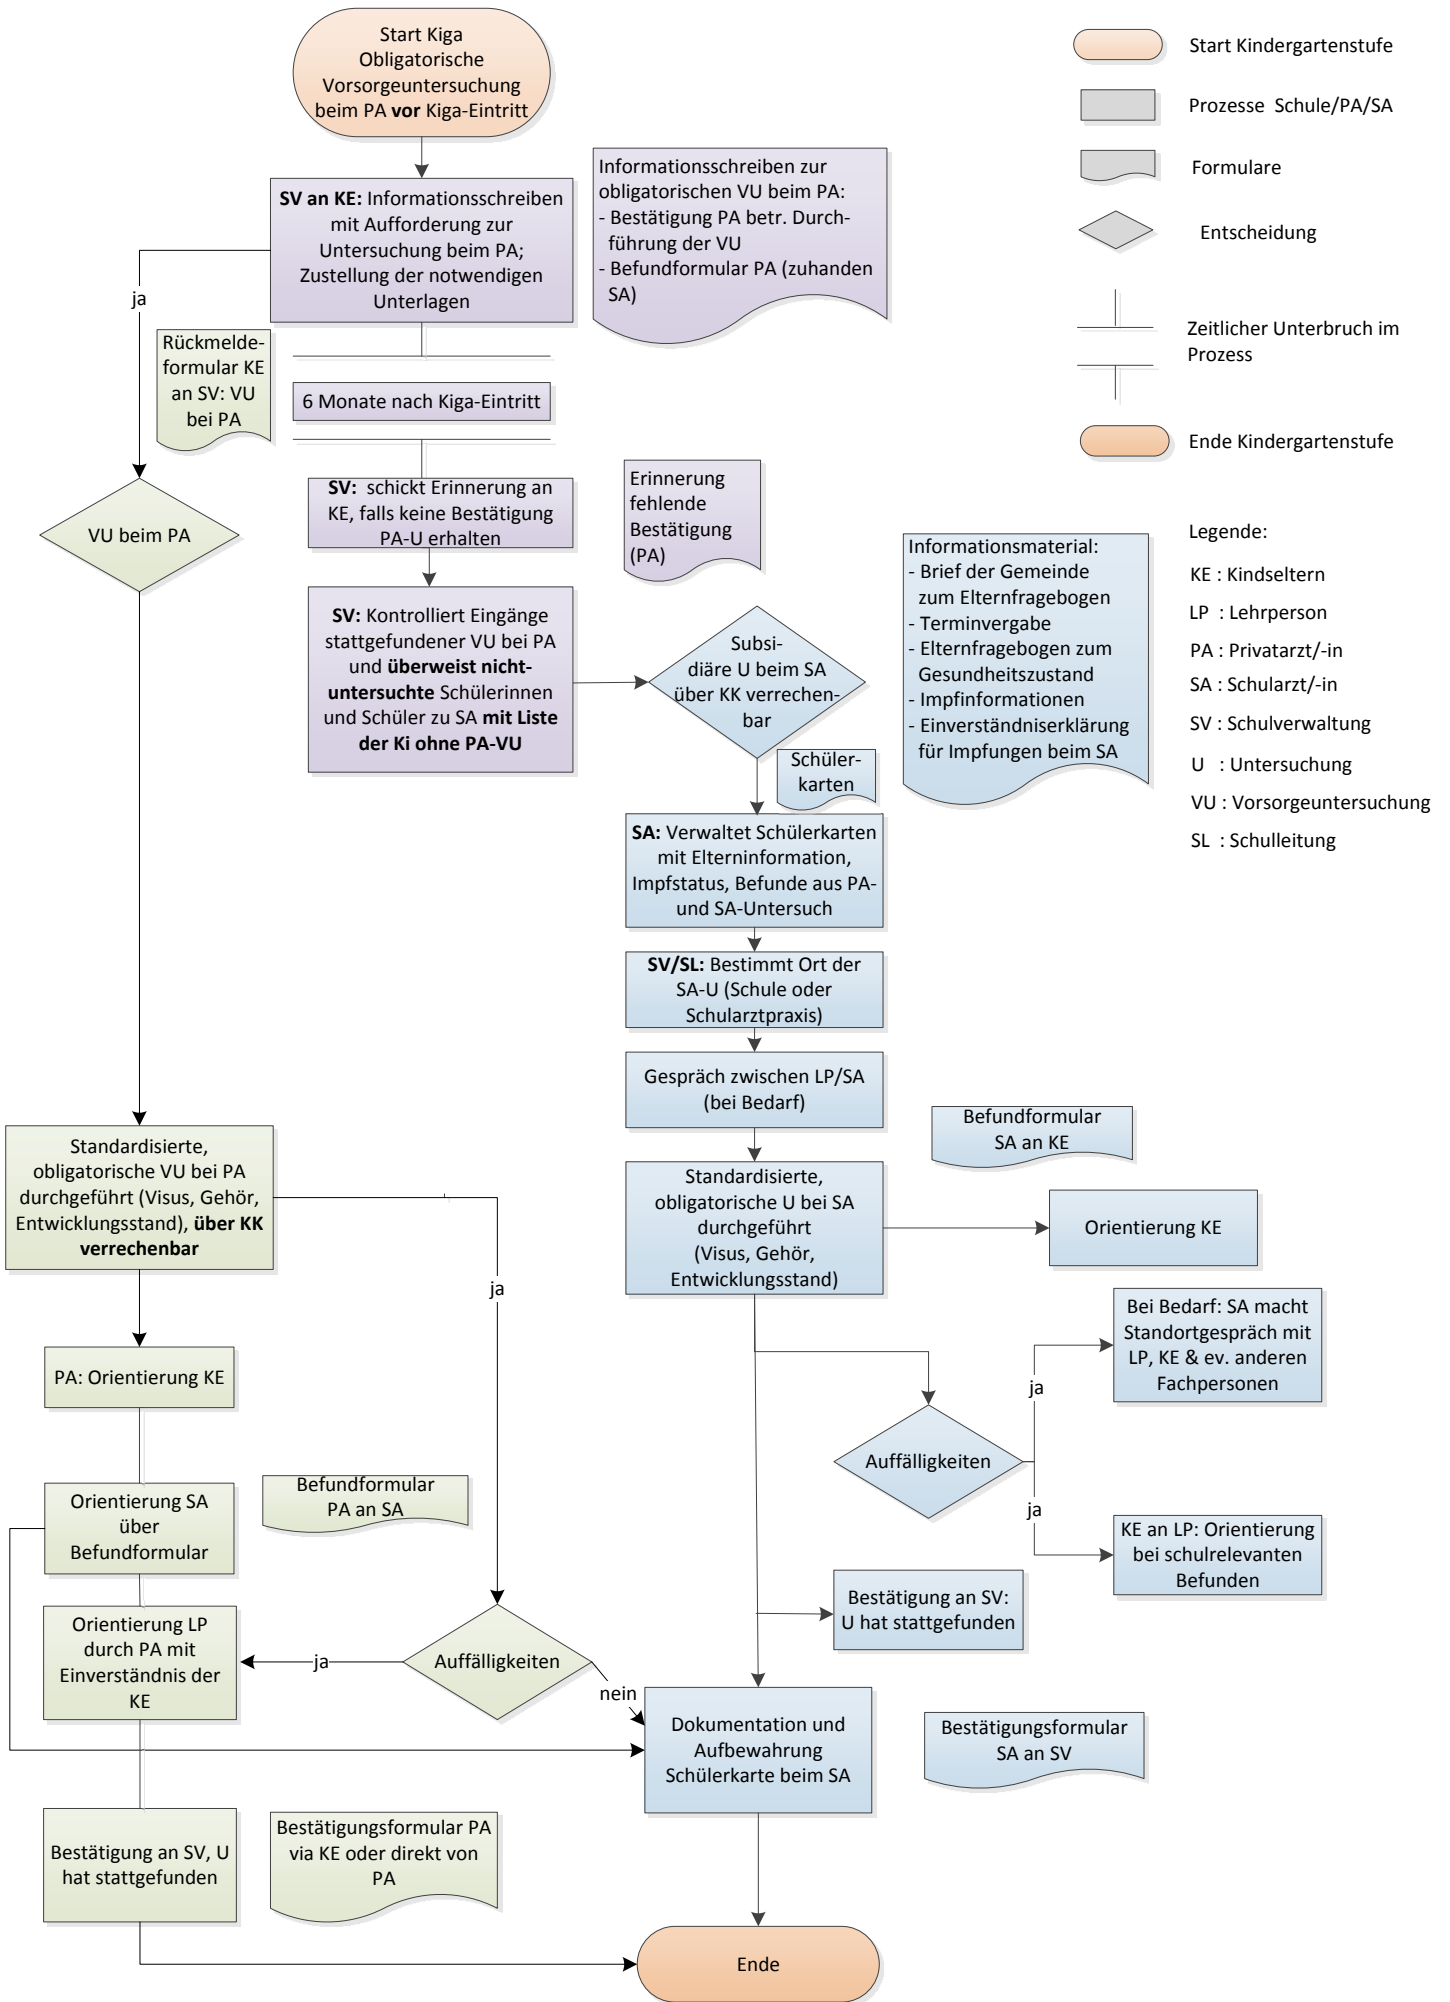 Start Kiga
Obligatorische
Vorsorgeuntersuchung
beim PA vor Kiga-Eintritt
SV an KE: Informationsschreiben
mit Aufforderung zur
Untersuchung beim PA;
Zustellung der notwendigen
Unterlagen
Informationsschreiben zur
obligatorischen VU beim PA:
- Bestätigung PA betr. Durch-
führung der VU
- Befundformular PA (zuhanden
SA)
ja
Rückmelde-
formular KE
an SV: VU
bei PA
6 Monate nach Kiga-Eintritt
VU beim PA
SV: schickt Erinnerung an
KE, falls keine Bestätigung
PA-U erhalten
Erinnerung
fehlende
Bestätigung
(PA)
SV: Kontrolliert Eingänge
stattgefundener VU bei PA
und überweist nicht-
untersuchte Schülerinnen
und Schüler zu SA mit Liste
der Ki ohne PA-VU
Subsi-
diäre U beim SA
über KK verrechen-
bar
Informationsmaterial:
- Brief der Gemeinde
zum Elternfragebogen
- Terminvergabe
- Elternfragebogen zum
Gesundheitszustand
- Impfinformationen
- Einverständniserklärung
für Impfungen beim SA
Schüler-
karten
SA: Verwaltet Schülerkarten
mit Elterninformation,
Impfstatus, Befunde aus PA-
und SA-Untersuch
SV/SL: Bestimmt Ort der
SA-U (Schule oder
Schularztpraxis)
Gespräch zwischen LP/SA
(bei Bedarf)
Befundformular
SA an KE
Standardisierte,
obligatorische U bei SA
durchgeführt
(Visus, Gehör,
Entwicklungsstand)
Orientierung KE
Bei Bedarf: SA macht
Standortgespräch mit
LP, KE & ev. anderen
Fachpersonen
ja
Auffälligkeiten
ja
KE an LP: Orientierung
bei schulrelevanten
Befunden
Bestätigung an SV:
U hat stattgefunden
Bestätigungsformular
SA an SV
Standardisierte,
obligatorische VU bei PA
durchgeführt (Visus, Gehör,
Entwicklungsstand), über KK
verrechenbar
ja
PA: Orientierung KE
Befundformular
PA an SA
Orientierung SA
über
Befundformular
Orientierung LP
durch PA mit
Einverständnis der
KE
ja
Auffälligkeiten
nein
Dokumentation und
Aufbewahrung
Schülerkarte beim SA
Bestätigung an SV, U
hat stattgefunden
Bestätigungsformular PA
via KE oder direkt von
PA
Ende
Start Kindergartenstufe
Prozesse Schule/PA/SA
Formulare
Entscheidung
Zeitlicher Unterbruch im
Prozess
Ende Kindergartenstufe
Legende:
KE : Kindseltern
LP : Lehrperson
PA : Privatarzt/-in
SA : Schularzt/-in
SV : Schulverwaltung
U : Untersuchung
VU : Vorsorgeuntersuchung
SL : Schulleitung